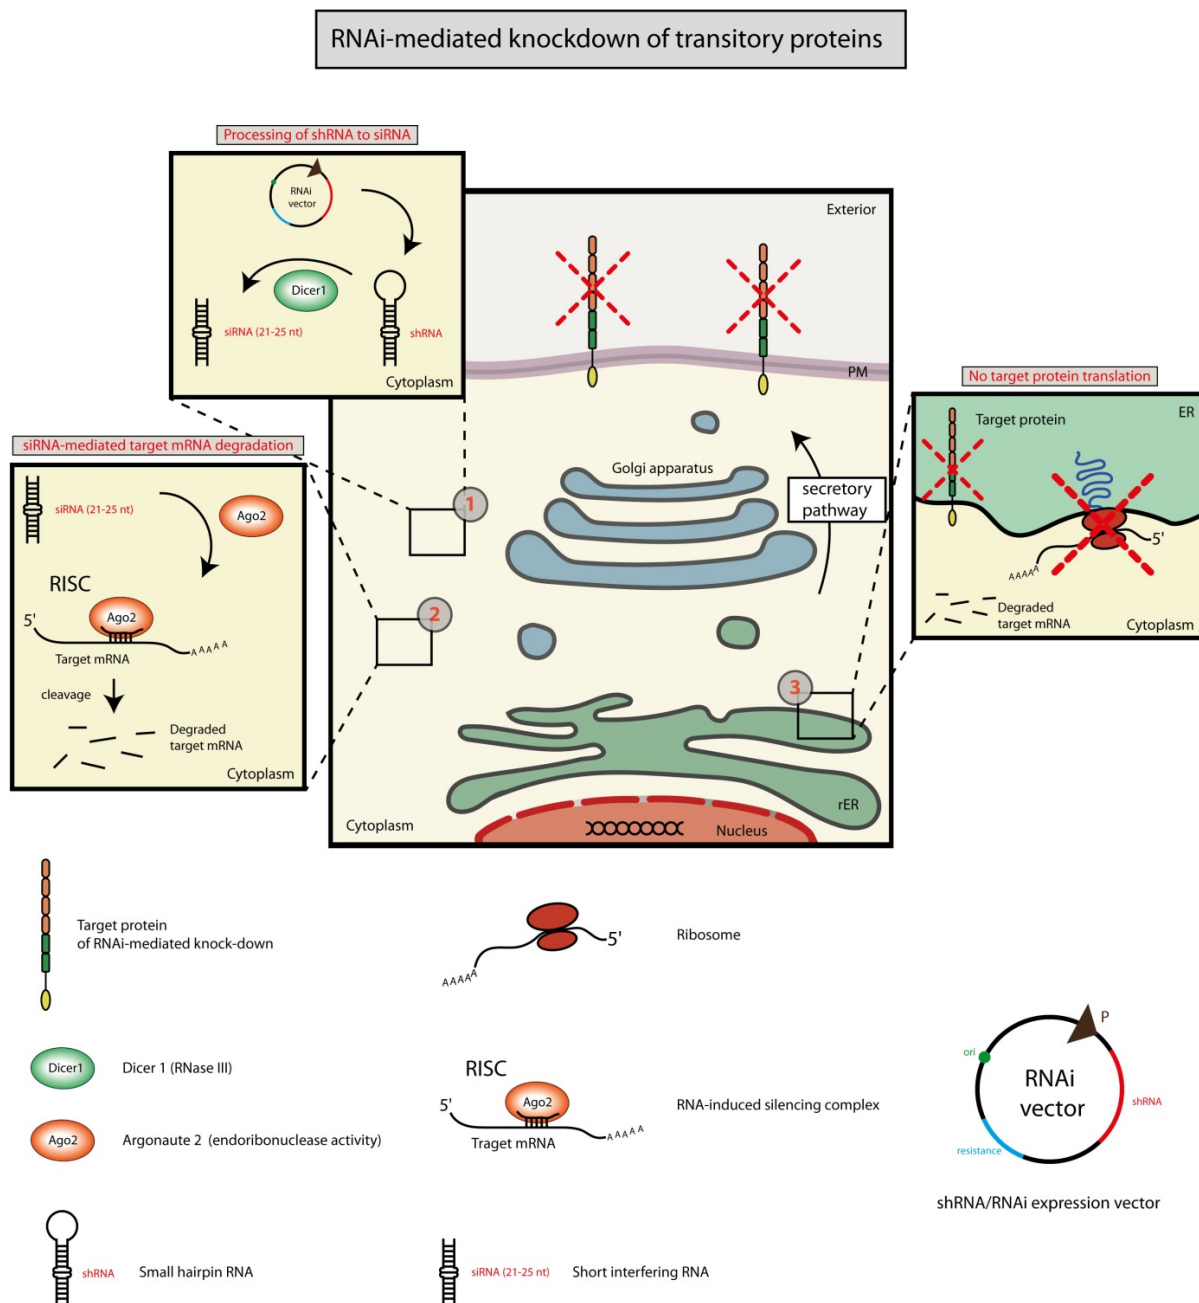 RNAi-mediated knockdown of transitory proteins
Processing of shRNA to siRNA
RNAi
vector
Dicer1
siRNA (21-25 nt)
shRNA
Cytoplasm
Exterior
PM
Golgi apparatus
secretory
pathway
1
2
3
rER
Cytoplasm
Nucleus
siRNA-mediated target mRNA degradation
siRNA (21-25 nt)
Ago2
RISC
Ago2
5'
AAAAA
Target mRNA
cleavage
Degraded
target mRNA
Cytoplasm
No target protein translation
ER
Target protein
5'
AAAAA
Degraded
target mRNA
Cytoplasm
Target protein
of RNAi-mediated knock-down
5'
AAAAA
Ribosome
Dicer1
Dicer 1 (RNase III)
RISC
Ago2
5'
AAAAA
Traget mRNA
RNA-induced silencing complex
Ago2
Argonaute 2 (endoribonuclease activity)
P
ori
RNAi
vector
shRNA
resistance
shRNA/RNAi expression vector
shRNA
Small hairpin RNA
siRNA (21-25 nt)
Short interfering RNA